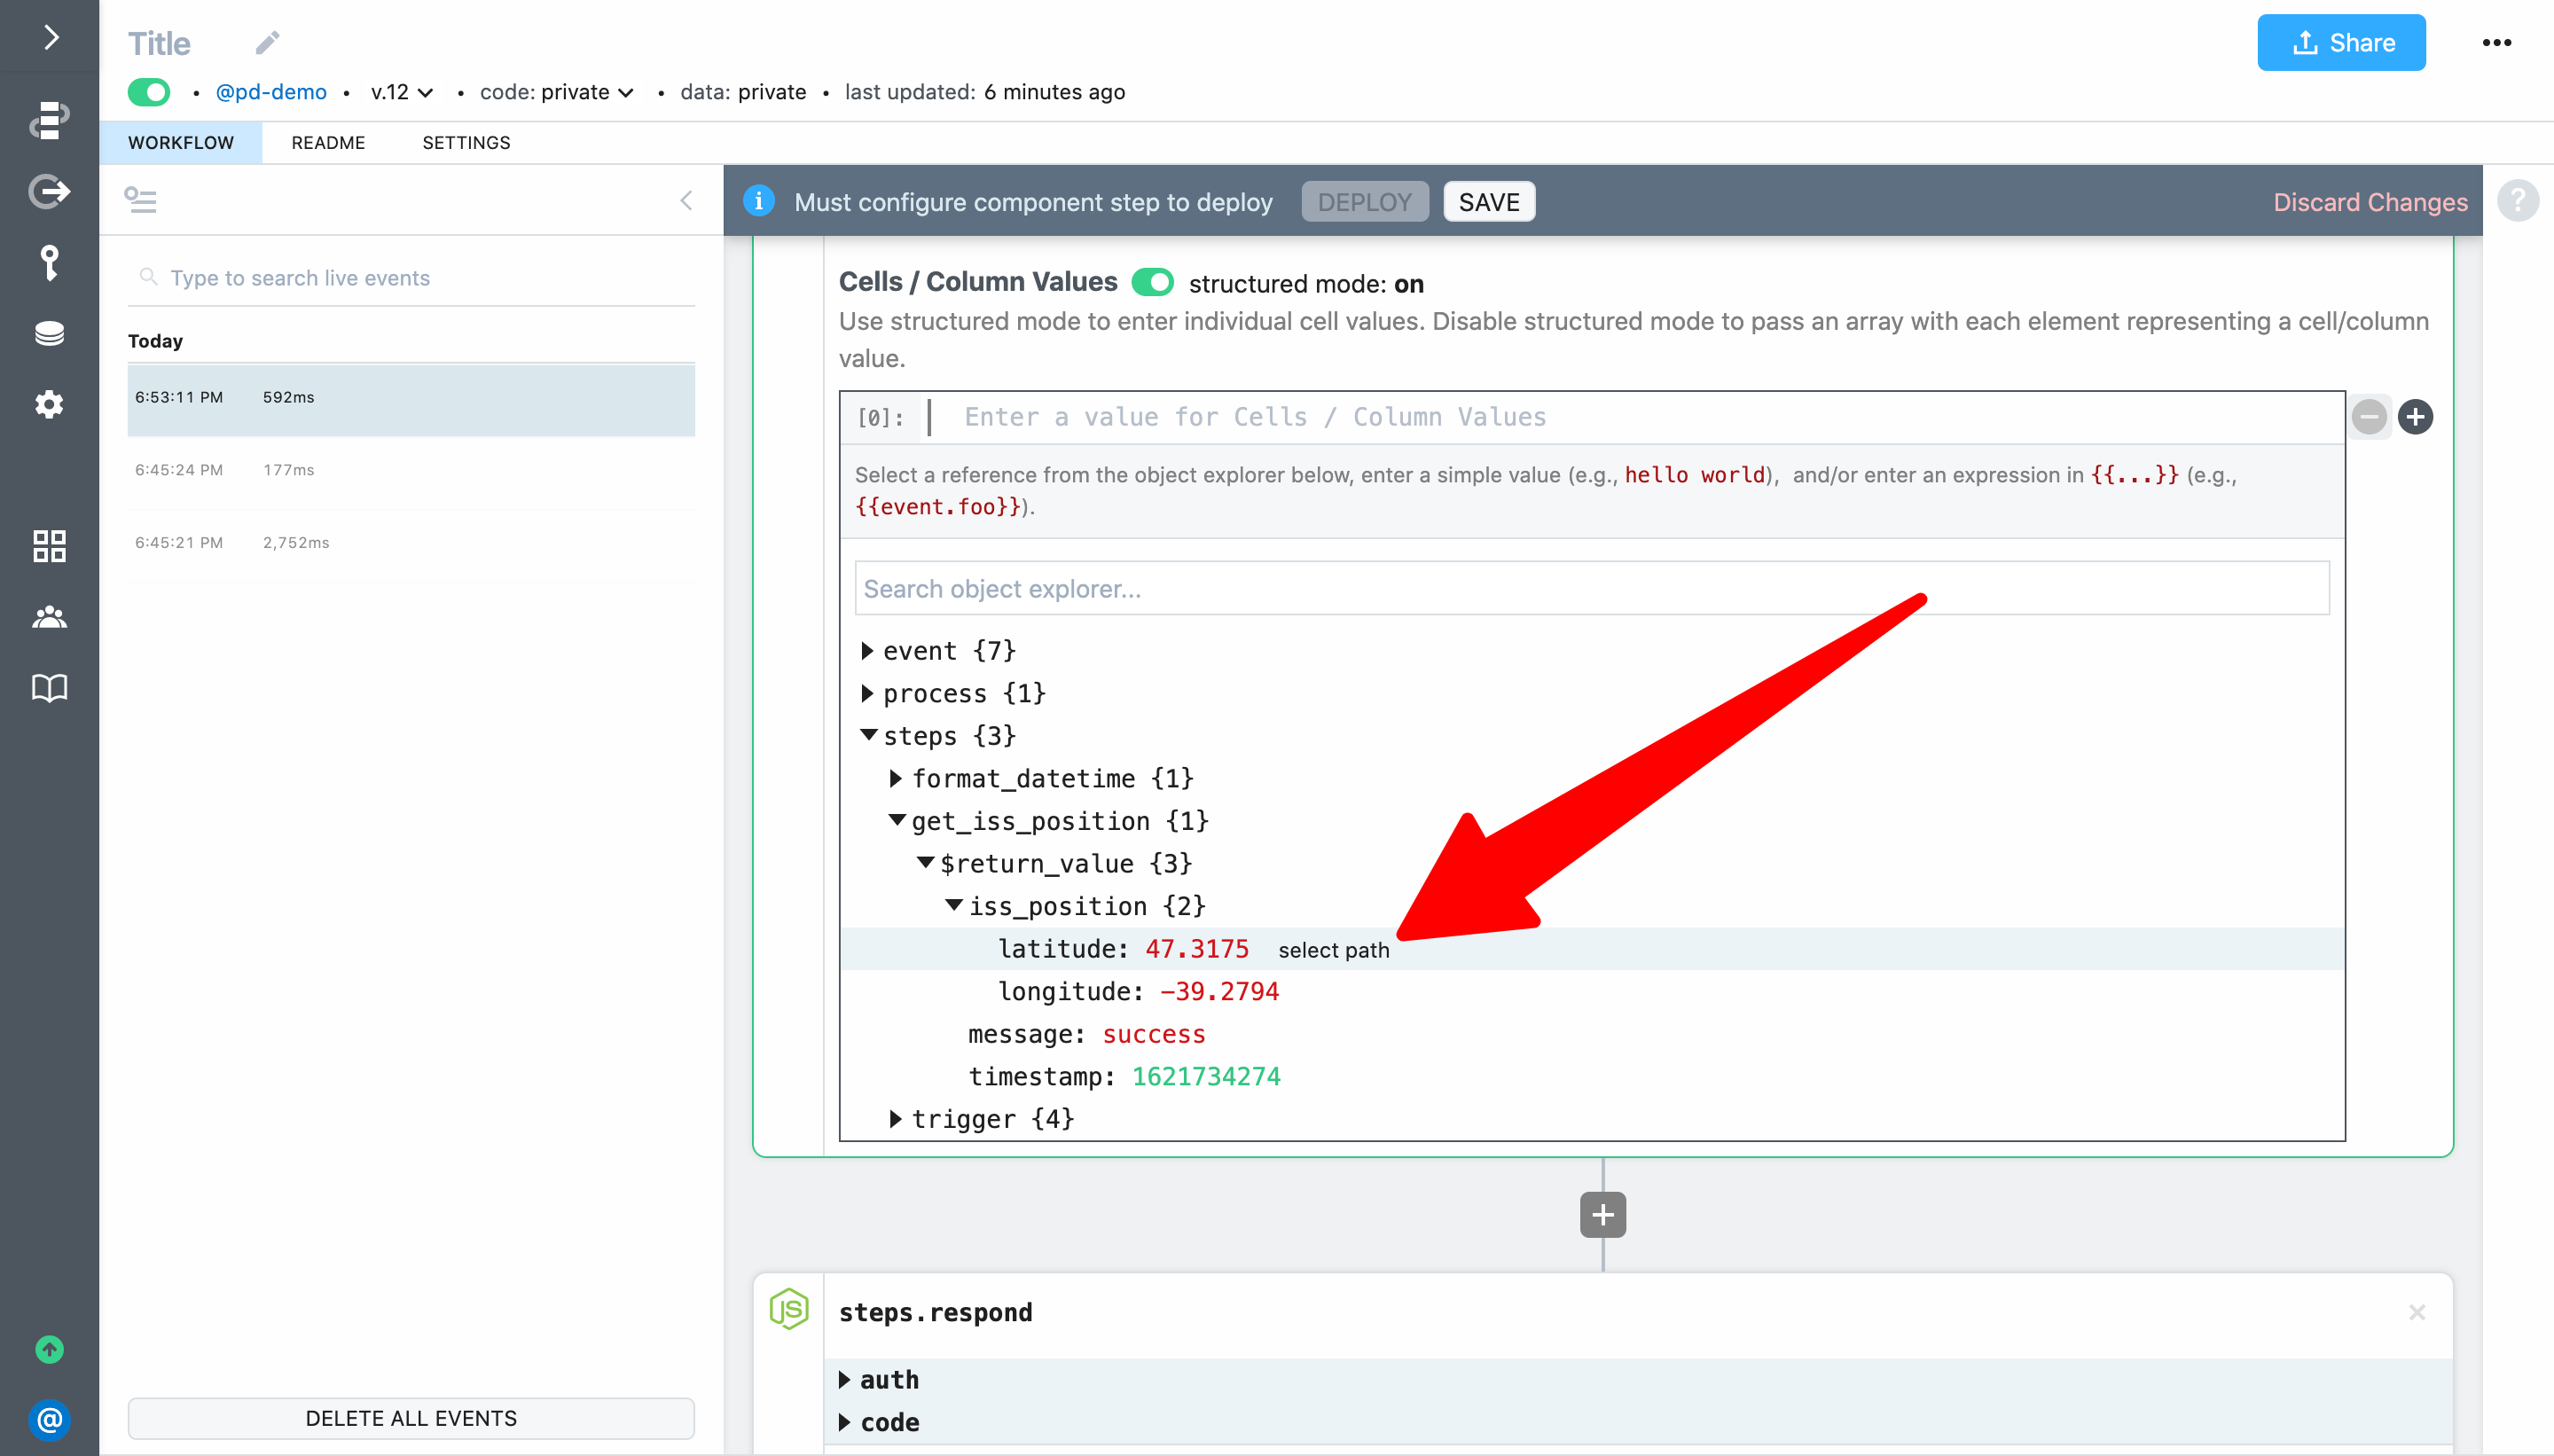 Title
Share
@pd-demo • v.12 • code: private • data: private • last updated: 6 minutes ago
WORKFLOW README SETTINGS
Must configure component step to deploy DEPLOY SAVE Discard Changes ?
Type to search live events
Today
6:53:11 PM 592ms
6:45:24 PM 177ms
6:45:21 PM 2,752ms
DELETE ALL EVENTS
Cells / Column Values structured mode: on
Use structured mode to enter individual cell values. Disable structured mode to pass an array with each element representing a cell/column
value.
[0]: Enter a value for Cells / Column Values
Select a reference from the object explorer below, enter a simple value (e.g., hello world), and/or enter an expression in {{...}} (e.g.,
{{event.foo}}).
Search object explorer...
event {7}
process {1}
steps {3}
format_datetime {1}
get_iss_position {1}
$return_value {3}
iss_position {2}
latitude: 47.3175 select path
longitude: -39.2794
message: success
timestamp: 1621734274
trigger {4}
JS steps.respond
auth
code